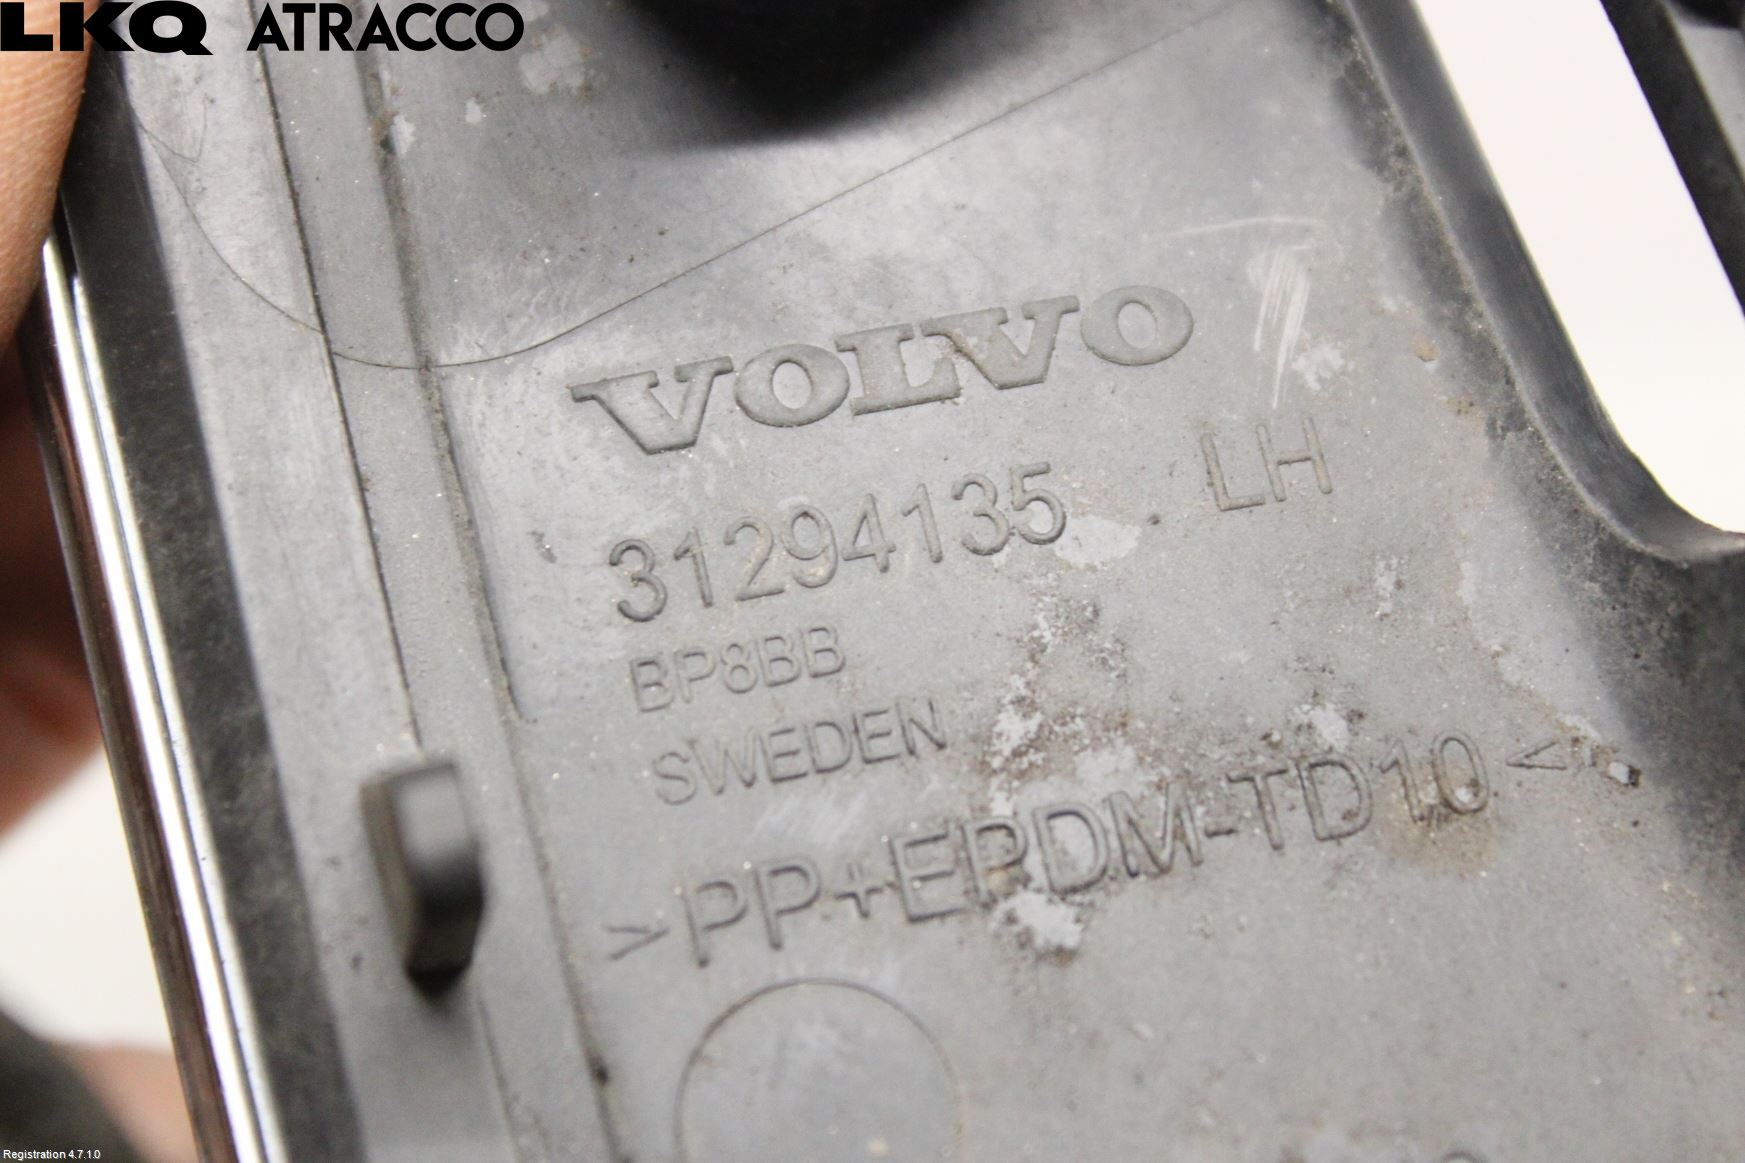 LKQ ATRACCO
VOLVO
31294135 LH
BP8BB
SWEDEN
>PP+EPDM-TD10<
Registration 4.7.1.0